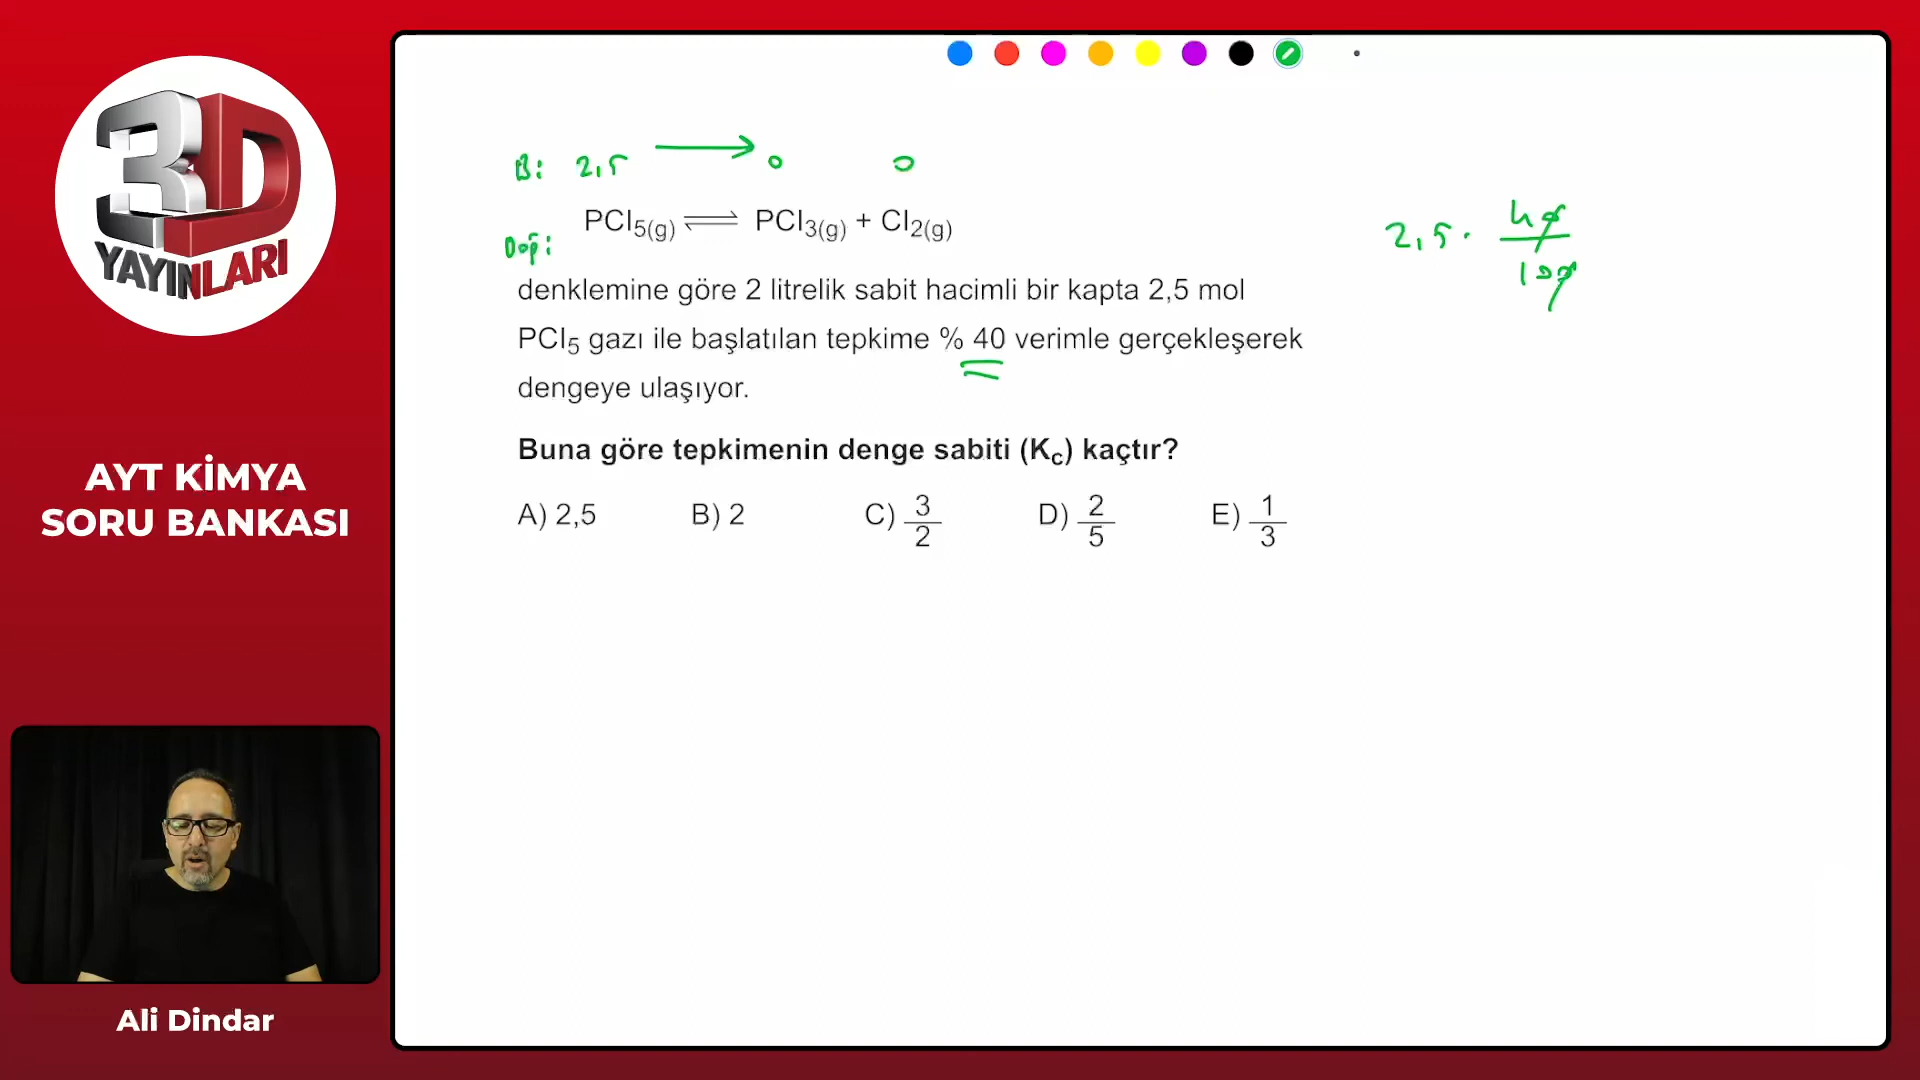 3D
YAYINLARI
AYT KİMYA
SORU BANKASI
Ali Dindar
B: 2,5 → 0 0
PCl5(g) ⇌ PCl3(g) + Cl2(g)
Değ:
denklemine göre 2 litrelik sabit hacimli bir kapta 2,5 mol
PCl5 gazı ile başlatılan tepkime % 40 verimle gerçekleşerek
dengeye ulaşıyor.
Buna göre tepkimenin denge sabiti (Kc) kaçtır?
A) 2,5 B) 2 C) 3/2 D) 2/5 E) 1/3
2,5 · 40/100